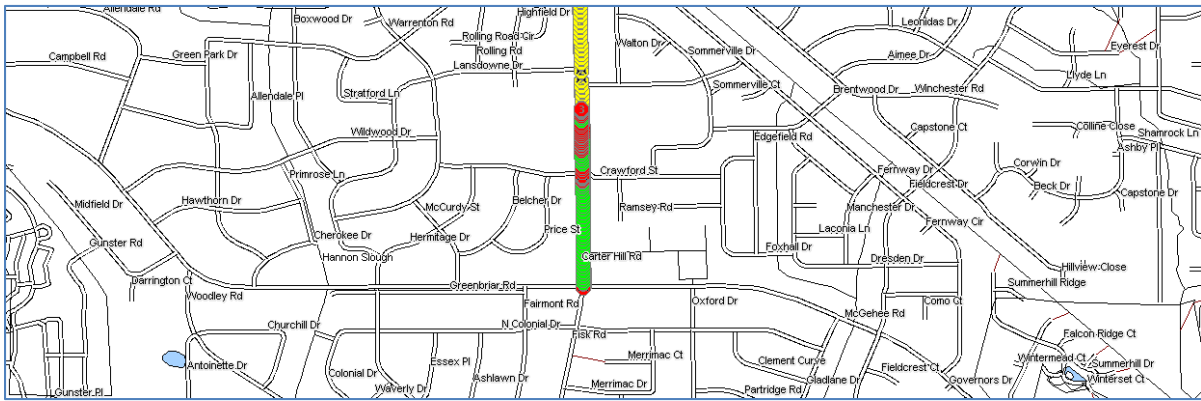 Allendale Rd
Boxwood Dr
Warrenton Rd
Highfield Dr
Leonidas Dr
Rolling Road Cir
Walton Dr
Everest Dr
Rolling Rd
Sommerville Dr
Green Park Dr
Aimee Dr
Campbell Rd
Lansdowne Dr
Llyde Ln
Sommerville Ct
Brentwood Dr
Winchester Rd
Stratford Ln
Allendale Pl
3
Capstone Ct
Colline Close
Wildwood Dr
Edgefield Rd
Shamrock Ln
Ashby Pl
Corwin Dr
Primrose Ln
Crawford St
Fernway Dr
Fieldcrest Dr
Beck Dr
Capstone Dr
Midfield Dr
Hawthorn Dr
McCurdy St
Belcher Dr
Ramsey Rd
Manchester Dr
Fernway Cir
Laconia Ln
Price St
Cherokee Dr
Hermitage Dr
Gunster Rd
Foxhall Dr
Hannon Slough
Carter Hill Rd
Dresden Dr
Hillview Close
Darrington Ct
Greenbriar Rd
Summerhill Ridge
Woodley Rd
Fairmont Rd
Oxford Dr
Como Ct
McGehee Rd
Churchill Dr
N Colonial Dr
Fisk Rd
Falcon Ridge Ct
Merrimac Ct
Wintermead Ct
Antoinette Dr
Essex Pl
Clement Curve
Summerhill Dr
Colonial Dr
Ashlawn Dr
Fieldcrest Ct
Gunster Pl
Waverly Dr
Merrimac Dr
Partridge Rd
Gladlane Dr
Governors Dr
Winterset Ct